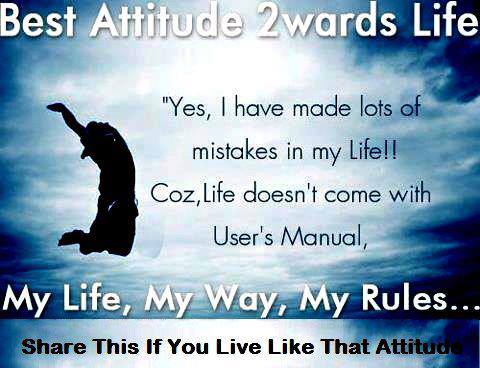 Best Attitude 2wards Life
"Yes, I have made lots of
mistakes in my Life!!
Coz,Life doesn't come with
User's Manual,
My Life, My Way, My Rules...
Share This If You Live Like That Attitude